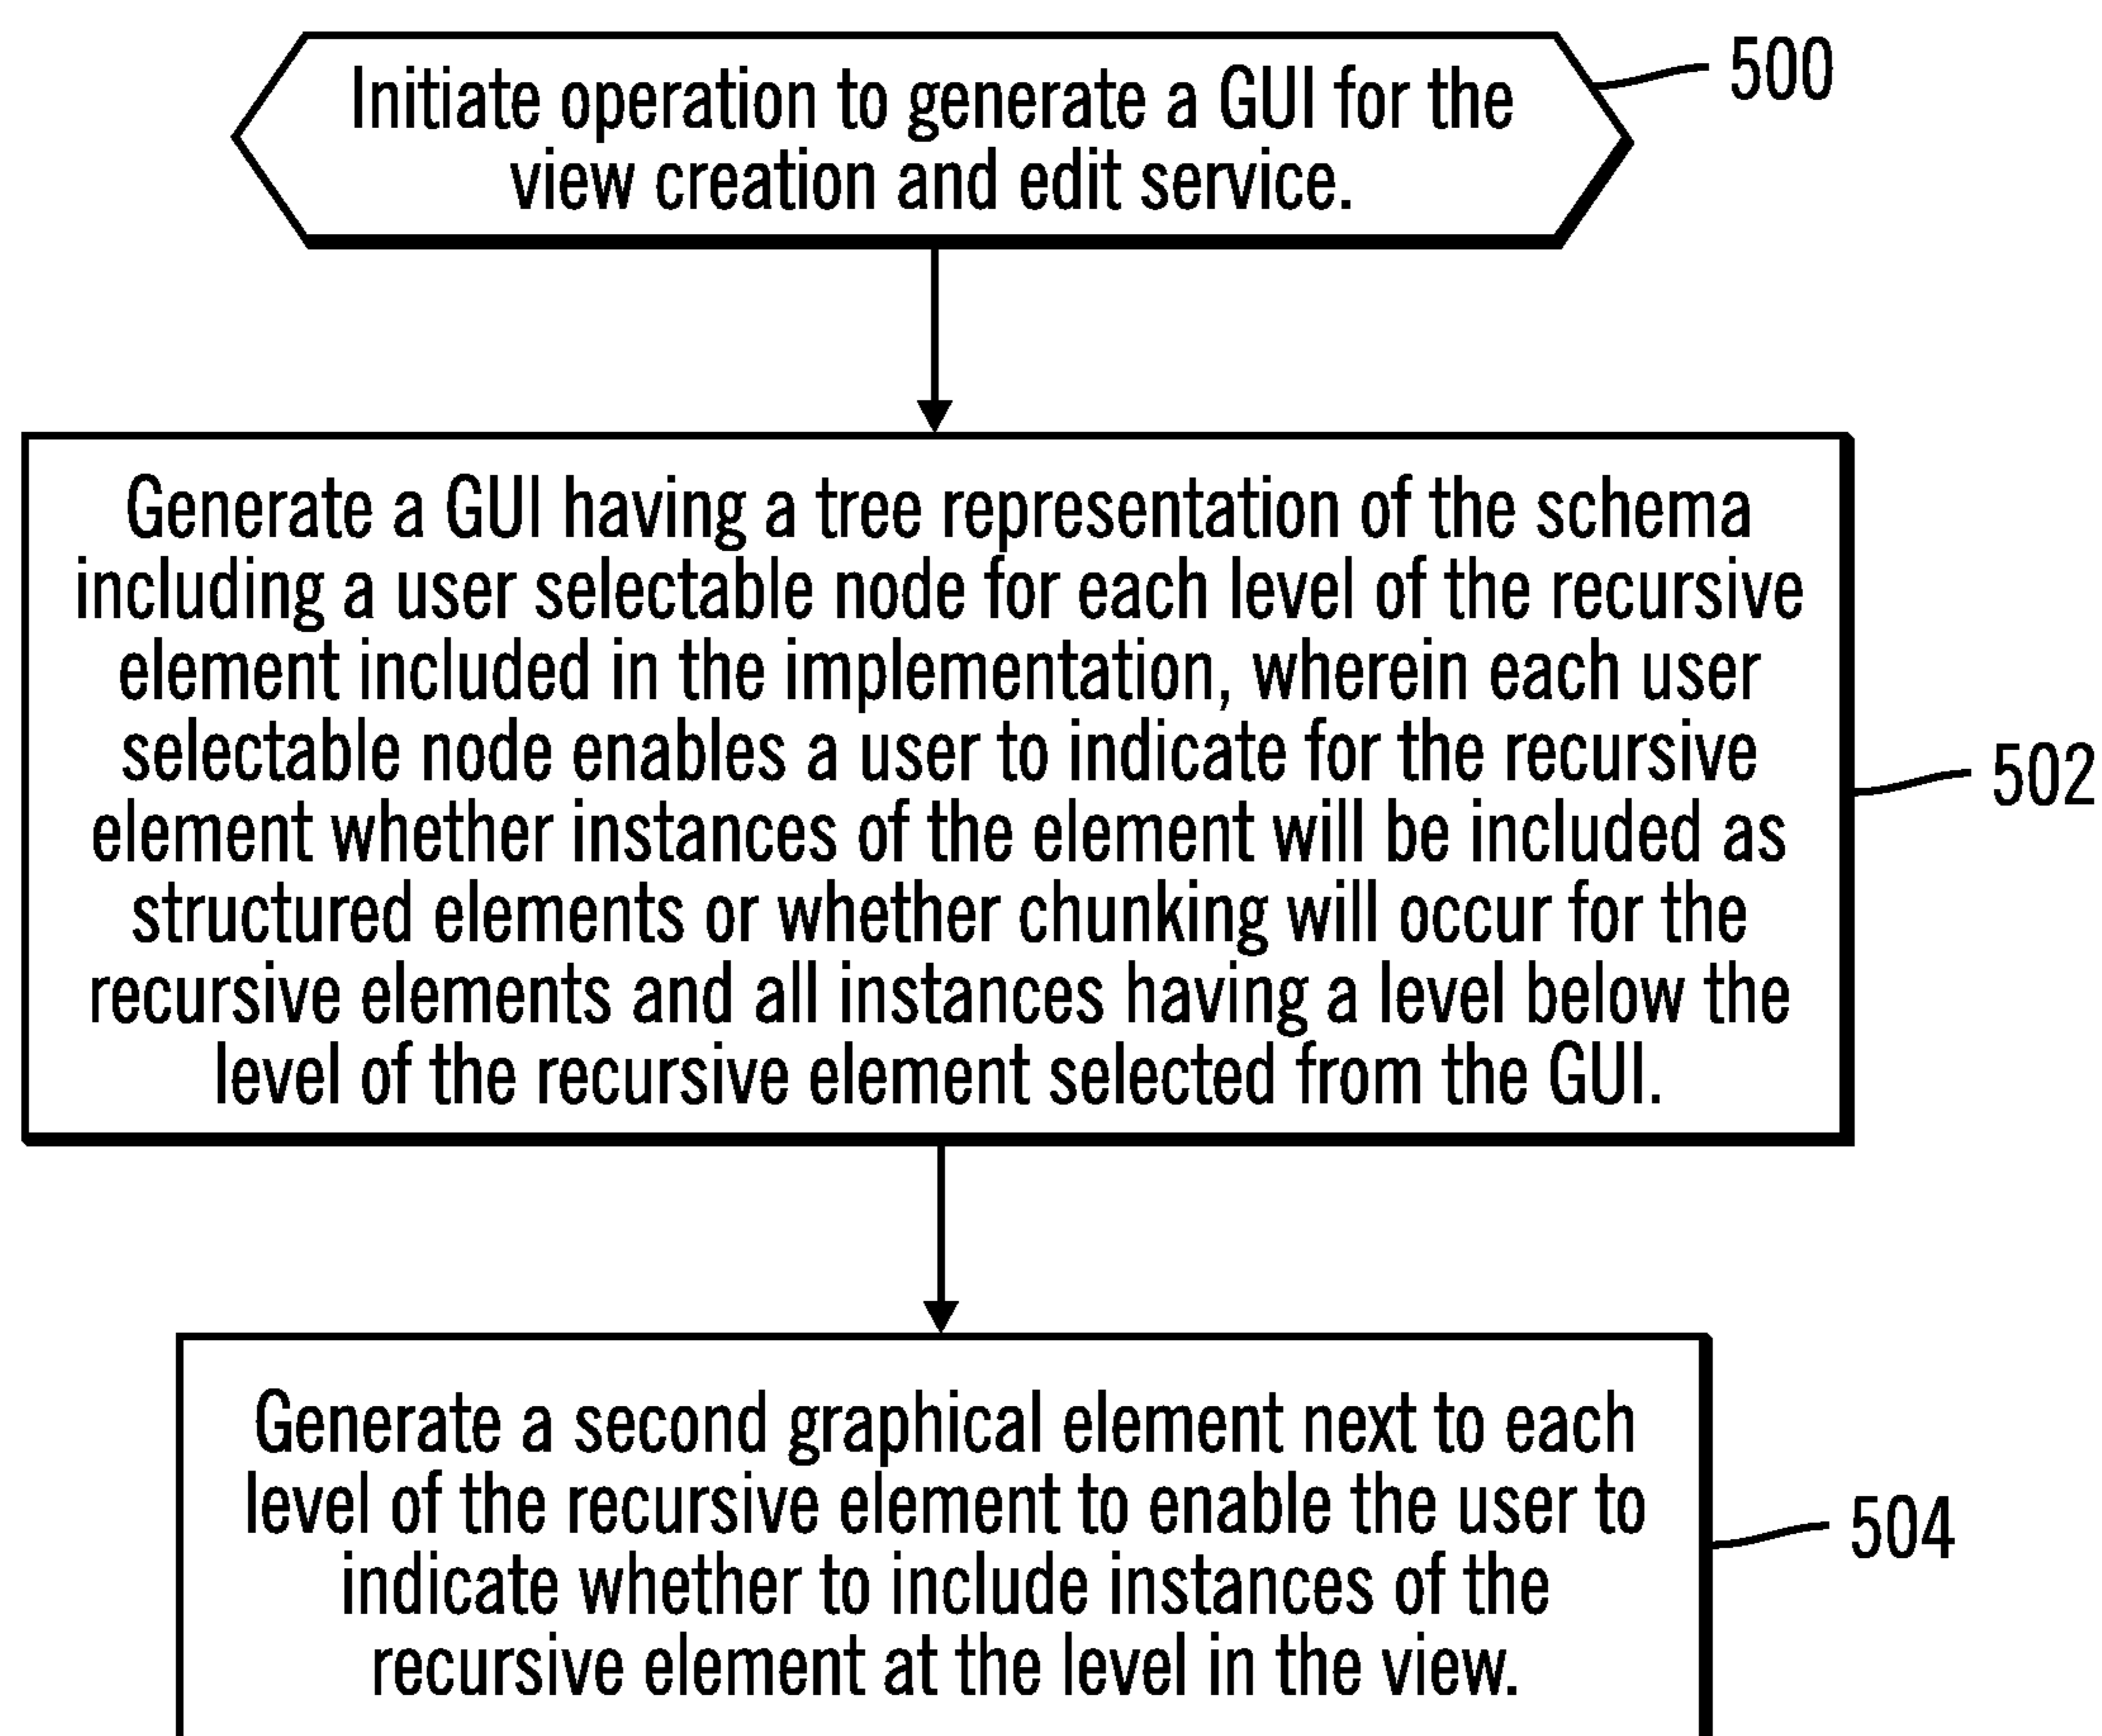 Initiate operation to generate a GUI for the
view creation and edit service.
500
Generate a GUI having a tree representation of the schema
including a user selectable node for each level of the recursive
element included in the implementation, wherein each user
selectable node enables a user to indicate for the recursive
element whether instances of the element will be included as
structured elements or whether chunking will occur for the
recursive elements and all instances having a level below the
level of the recursive element selected from the GUI.
502
Generate a second graphical element next to each
level of the recursive element to enable the user to
indicate whether to include instances of the
recursive element at the level in the view.
504